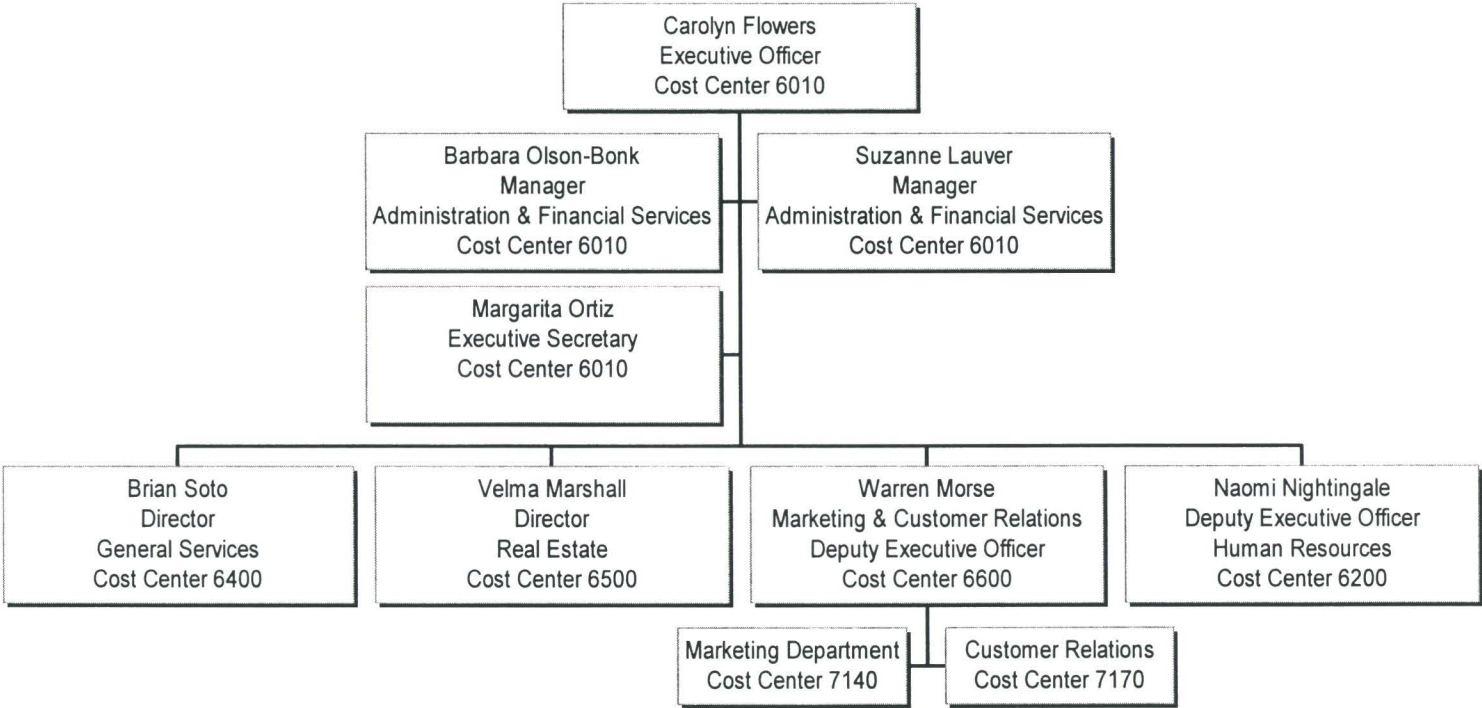 Carolyn Flowers
Executive Officer
Cost Center 6010
Barbara Olson-Bonk
Manager
Administration & Financial Services
Cost Center 6010
Suzanne Lauver
Manager
Administration & Financial Services
Cost Center 6010
Margarita Ortiz
Executive Secretary
Cost Center 6010
Brian Soto
Director
General Services
Cost Center 6400
Velma Marshall
Director
Real Estate
Cost Center 6500
Warren Morse
Marketing & Customer Relations
Deputy Executive Officer
Cost Center 6600
Naomi Nightingale
Deputy Executive Officer
Human Resources
Cost Center 6200
Marketing Department
Cost Center 7140
Customer Relations
Cost Center 7170